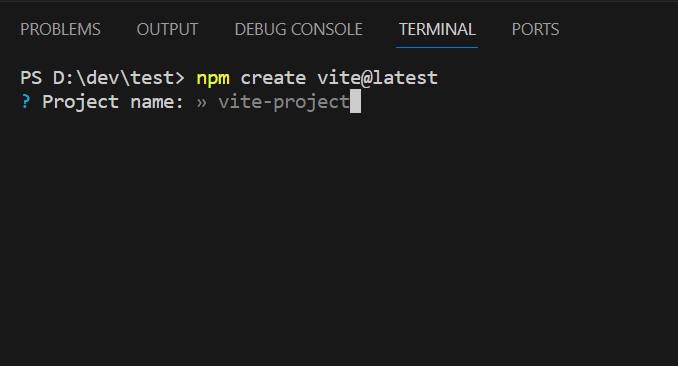 PROBLEMS OUTPUT DEBUG CONSOLE TERMINAL PORTS
PS D:\dev\test> npm create vite@latest
? Project name: » vite-project